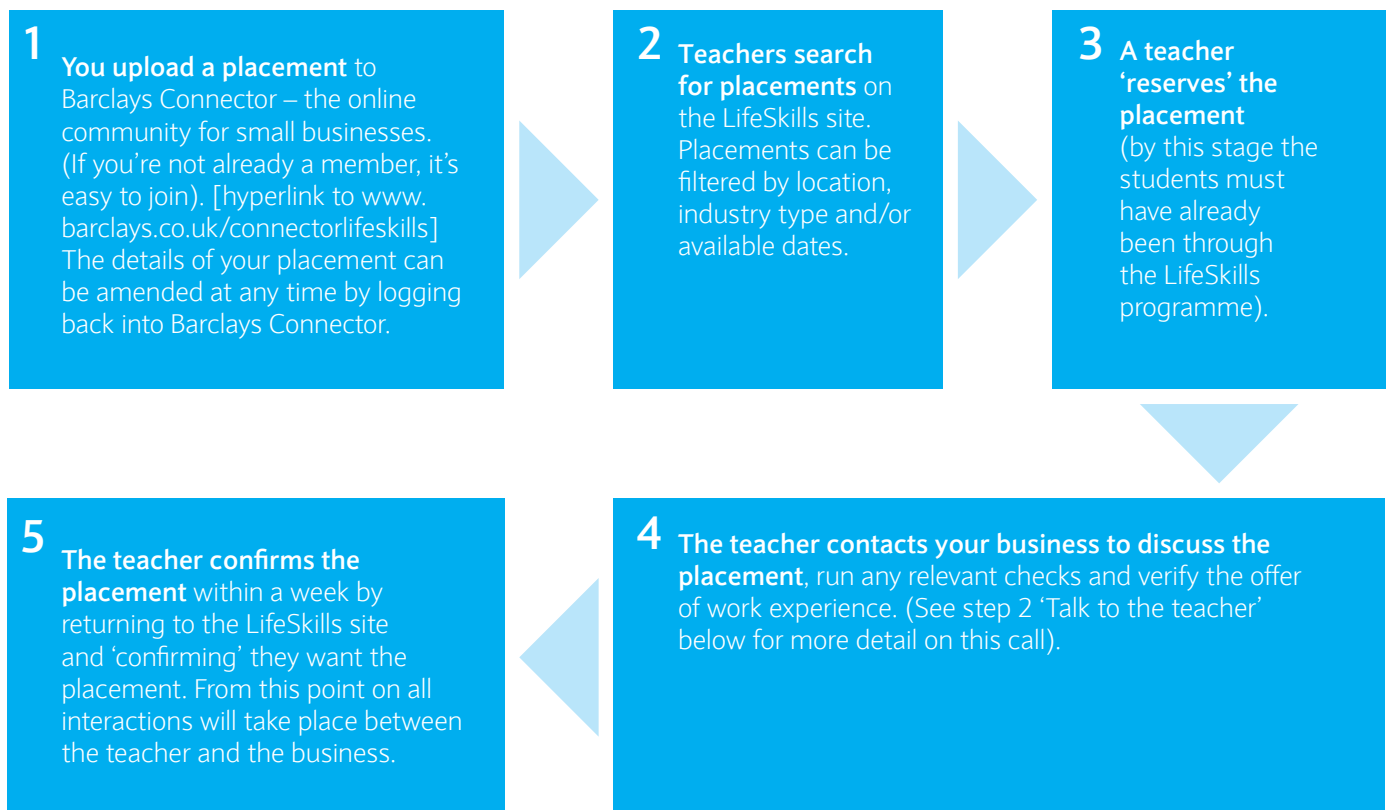 1
You upload a placement to
Barclays Connector – the online
community for small businesses.
(If you’re not already a member, it’s
easy to join). [hyperlink to www.
barclays.co.uk/connectorlifeskills]
The details of your placement can
be amended at any time by logging
back into Barclays Connector.
2
Teachers search
for placements on
the LifeSkills site.
Placements can be
filtered by location,
industry type and/or
available dates.
3
A teacher
‘reserves’ the
placement
(by this stage the
students must
have already
been through
the LifeSkills
programme).
4
The teacher contacts your business to discuss the
placement, run any relevant checks and verify the offer
of work experience. (See step 2 ‘Talk to the teacher’
below for more detail on this call).
5
The teacher confirms the
placement within a week by
returning to the LifeSkills site
and ‘confirming’ they want the
placement. From this point on all
interactions will take place between
the teacher and the business.